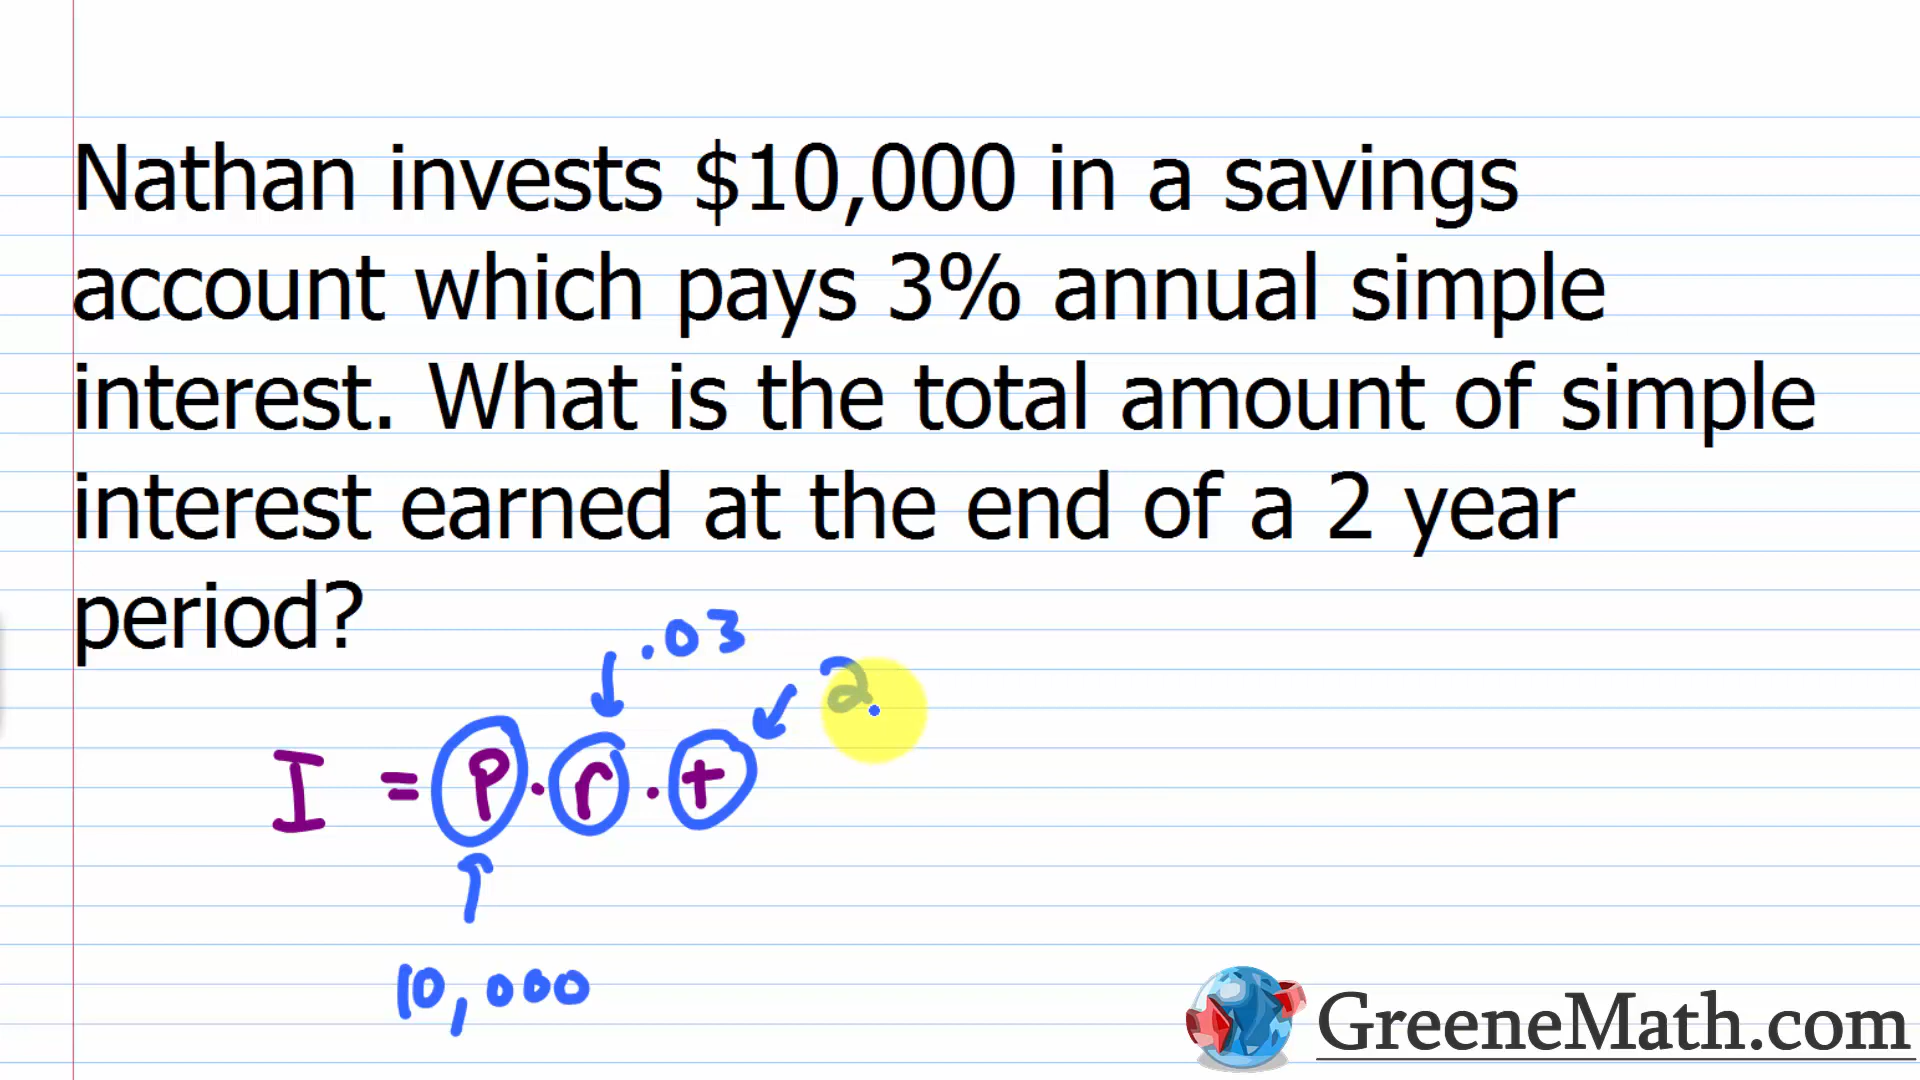 Nathan invests $10,000 in a savings
account which pays 3% annual simple
interest. What is the total amount of simple
interest earned at the end of a 2 year
period?
.03
2
I = p · r · t
10,000
GreeneMath.com